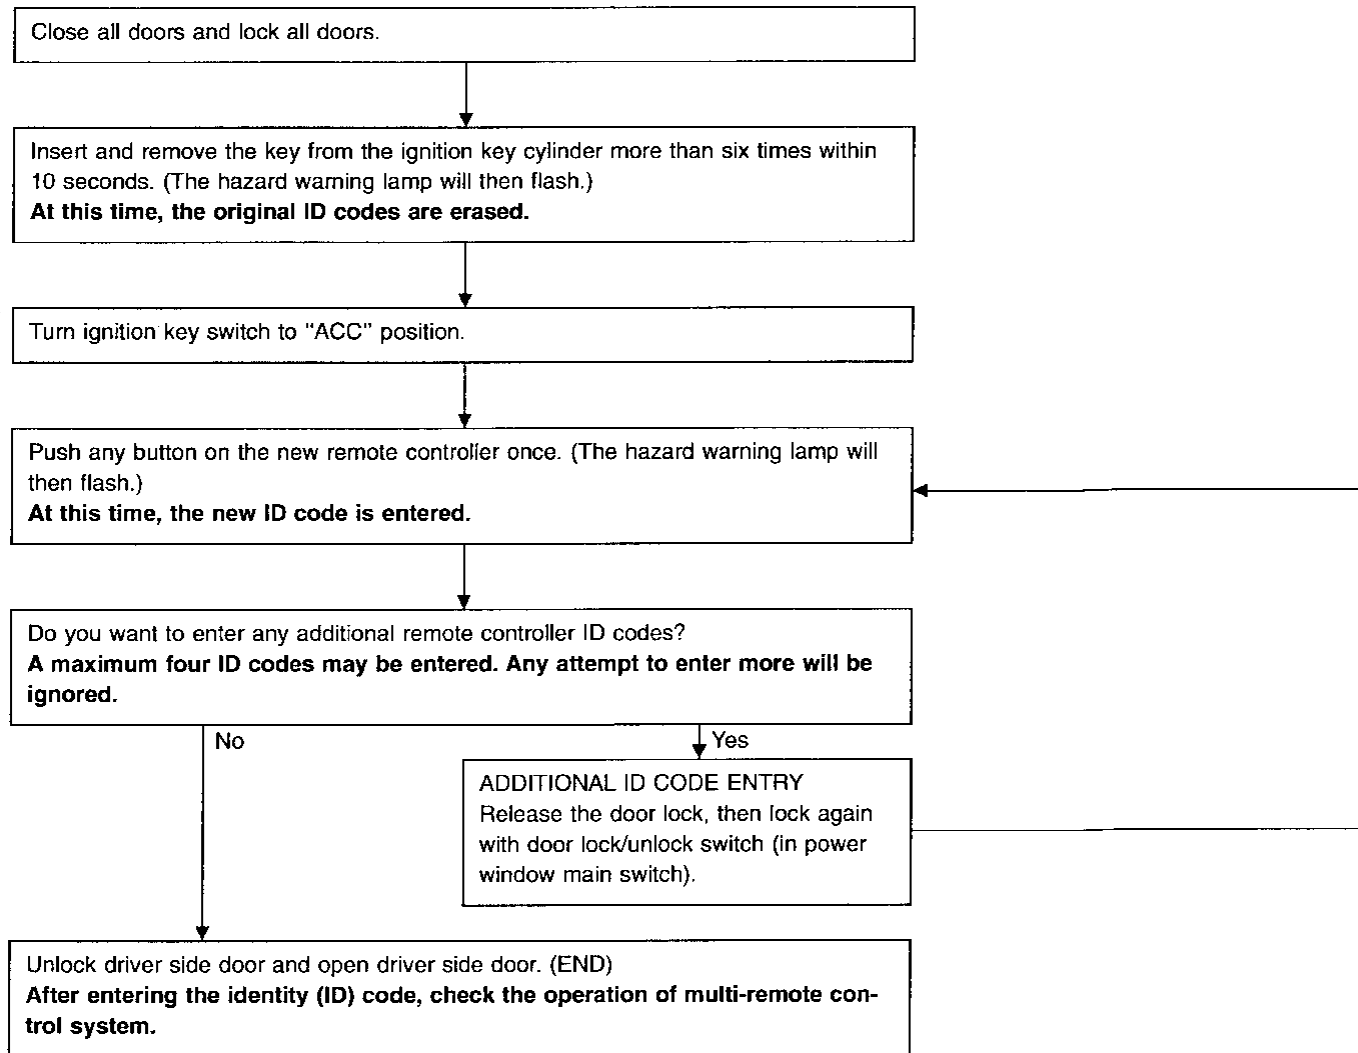 Close all doors and lock all doors.
Insert and remove the key from the ignition key cylinder more than six times within
10 seconds. (The hazard warning lamp will then flash.)
At this time, the original ID codes are erased.
Turn ignition key switch to "ACC" position.
Push any button on the new remote controller once. (The hazard warning lamp will
then flash.)
At this time, the new ID code is entered.
Do you want to enter any additional remote controller ID codes?
A maximum four ID codes may be entered. Any attempt to enter more will be
ignored.
No
Yes
ADDITIONAL ID CODE ENTRY
Release the door lock, then lock again
with door lock/unlock switch (in power
window main switch).
Unlock driver side door and open driver side door. (END)
After entering the identity (ID) code, check the operation of multi-remote con-
trol system.